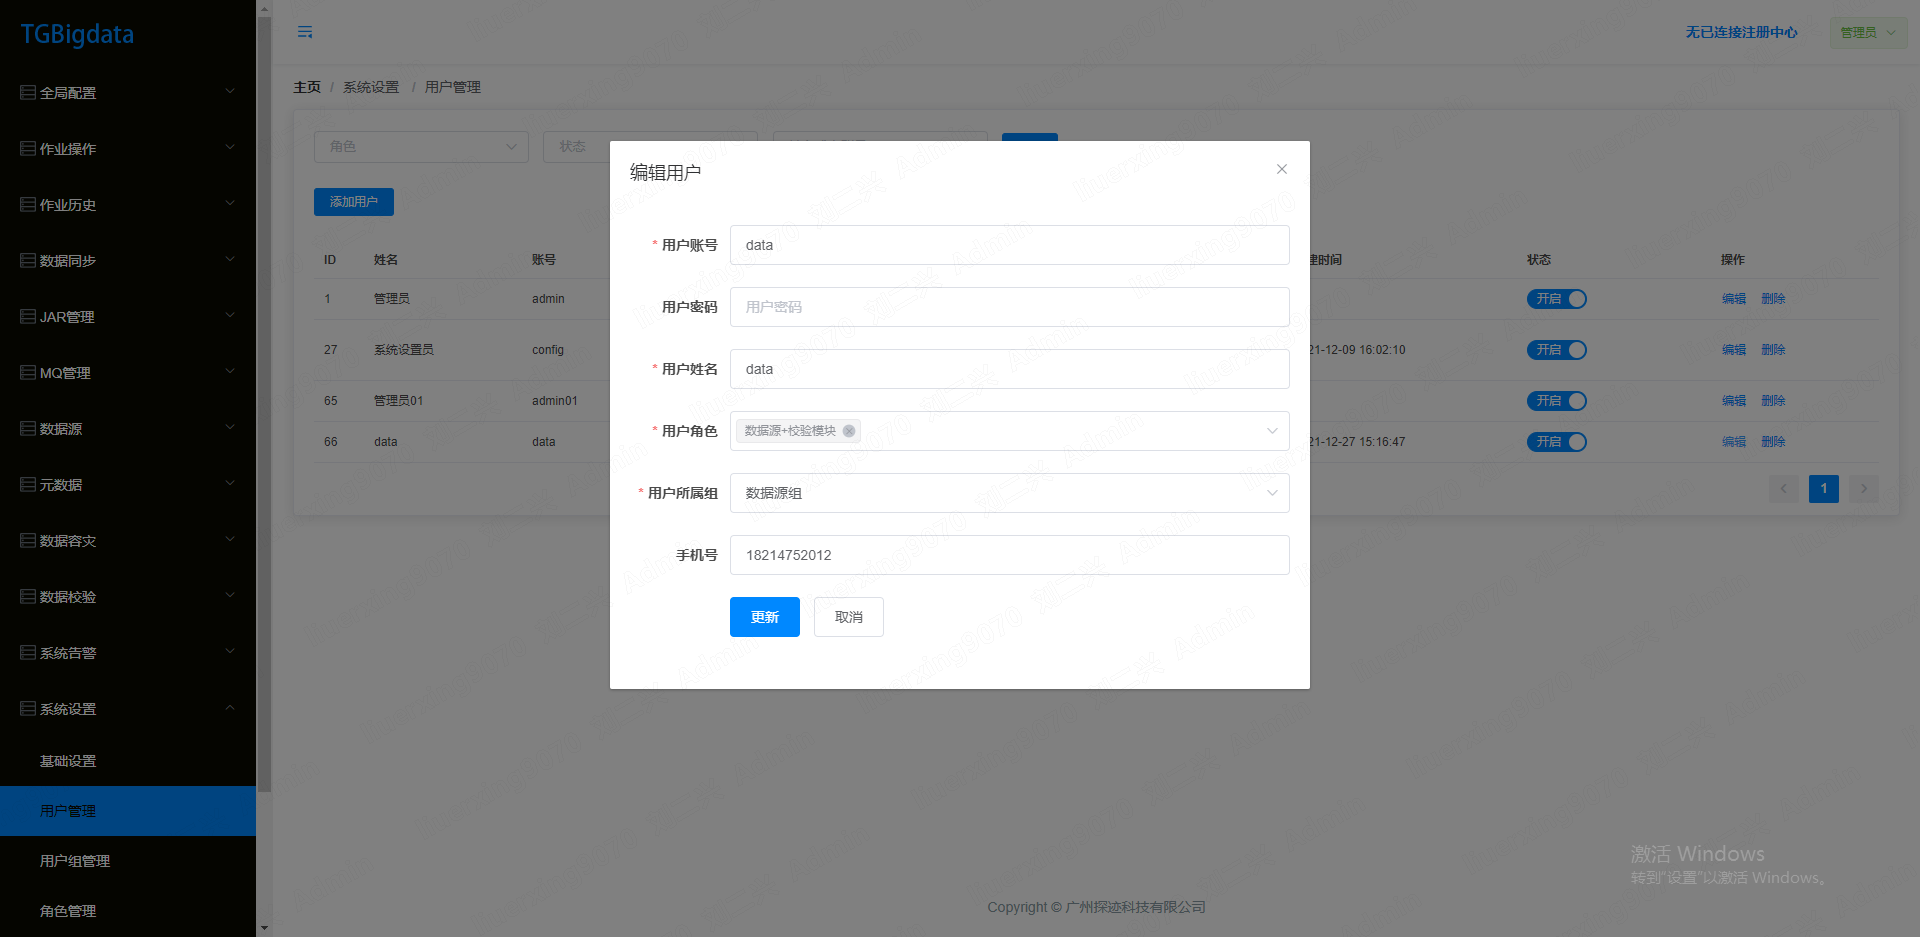 TGBigdata
全局配置
作业操作
作业历史
数据同步
JAR管理
MQ管理
数据源
元数据
数据容灾
数据校验
系统告警
系统设置
基础设置
用户管理
用户组管理
角色管理
无已连接注册中心
管理员
主页 / 系统设置 / 用户管理
角色
状态
添加用户
ID 姓名 账号 建时间 状态 操作
1 管理员 admin 开启 编辑 删除
27 系统设置员 config 21-12-09 16:02:10 开启 编辑 删除
65 管理员01 admin01 开启 编辑 删除
66 data data 21-12-27 15:16:47 开启 编辑 删除
1
编辑用户
* 用户账号 data
用户密码 用户密码
* 用户姓名 data
* 用户角色 数据源+校验模块
* 用户所属组 数据源组
手机号 18214752012
更新 取消
liuerxing9070 刘二兴 Admin
激活 Windows
转到"设置"以激活 Windows。
Copyright © 广州探迹科技有限公司